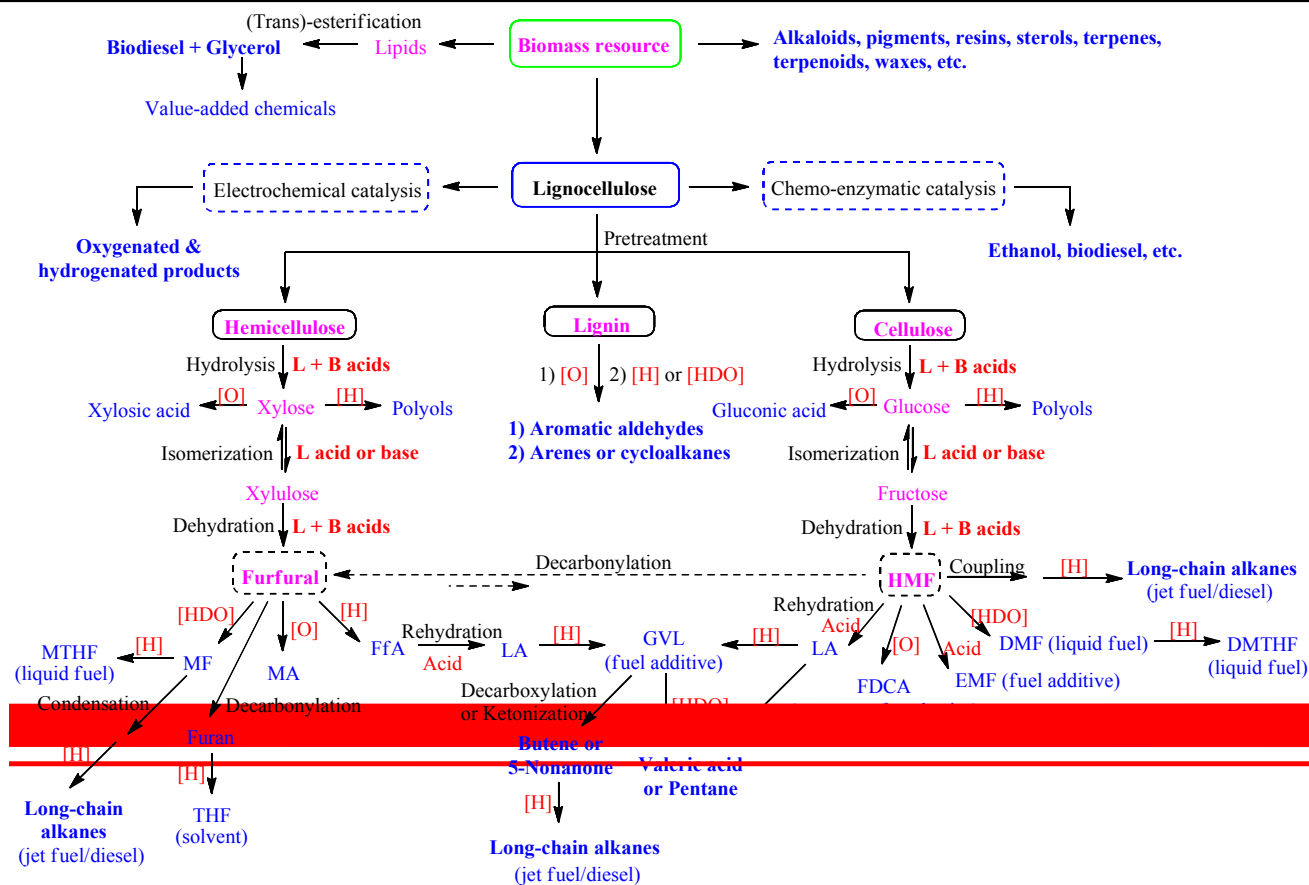 (Trans)-esterification
Biodiesel + Glycerol
Lipids
Biomass resource
Alkaloids, pigments, resins, sterols, terpenes,
terpenoids, waxes, etc.
Value-added chemicals
Electrochemical catalysis
Lignocellulose
Chemo-enzymatic catalysis
Oxygenated &
hydrogenated products
Pretreatment
Ethanol, biodiesel, etc.
Hemicellulose
Lignin
Cellulose
Hydrolysis
L + B acids
1) [O]
2) [H] or [HDO]
Hydrolysis
L + B acids
Xylosic acid
[O]
Xylose
[H]
Polyols
Gluconic acid
[O]
Glucose
[H]
Polyols
1) Aromatic aldehydes
2) Arenes or cycloalkanes
Isomerization
L acid or base
Isomerization
L acid or base
Xylulose
Fructose
Dehydration
L + B acids
Dehydration
L + B acids
Furfural
Decarbonylation
HMF
Coupling
[H]
Long-chain alkanes
(jet fuel/diesel)
[HDO]
[O]
[H]
Rehydration
Acid
[HDO]
MTHF
(liquid fuel)
[H]
MF
MA
FfA
Rehydration
Acid
LA
[H]
GVL
(fuel additive)
[H]
LA
[O]
FDCA
Acid
EMF (fuel additive)
DMF (liquid fuel)
[H]
DMTHF
(liquid fuel)
Condensation
Decarbonylation
Decarboxylation
or Ketonization
[HDO]
[H]
Furan
Butene or
5-Nonanone
Valeric acid
or Pentane
[H]
[H]
Long-chain
alkanes
(jet fuel/diesel)
THF
(solvent)
Long-chain alkanes
(jet fuel/diesel)